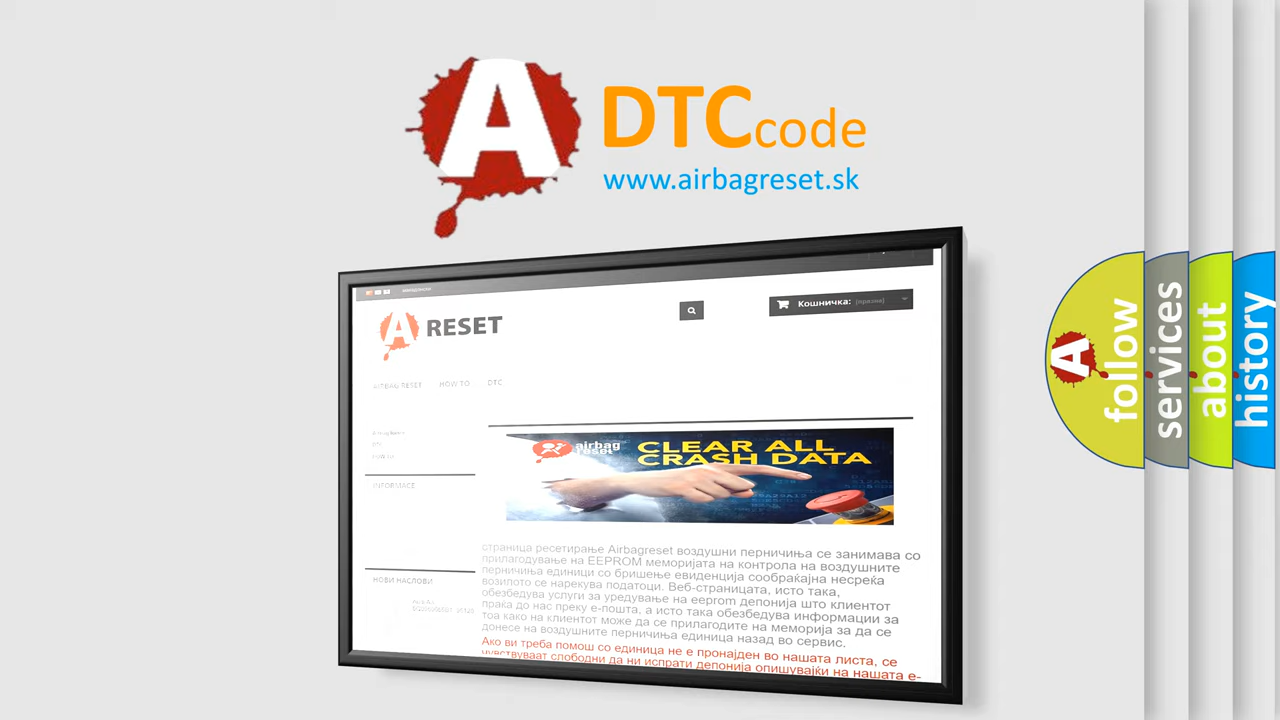 A
DTC code
www.airbagreset.sk
A RESET
Кошничка: (празни)
AIRBAG RESET HOW TO... DTC
INFORMACE
airbag
reset
CLEAR ALL
CRASH DATA
страница ресетирање Airbagreset воздушни перничиња се занимава со
прилагодување на EEPROM меморијата на контрола на воздушните
перничиња единици со бришење евиденција сообраќајна несреќа
возилото се нарекува податоци. Веб-страницата, исто така,
обезбедува услуги за уредување на eeprom депонија што клиентот
праќа до нас преку е-пошта, а исто така обезбедува информации за
тоа како на клиентот може да се прилагодите на меморија за да се
донесе на воздушните перничиња единица назад во сервис.
Ако ви треба помош со единица не е пронајден во нашата листа, се
чувствуваат слободни да ни испрати депонија опишувајќи на нашата е-
НОВИ НАСЛОВИ
A follow
services
about
history